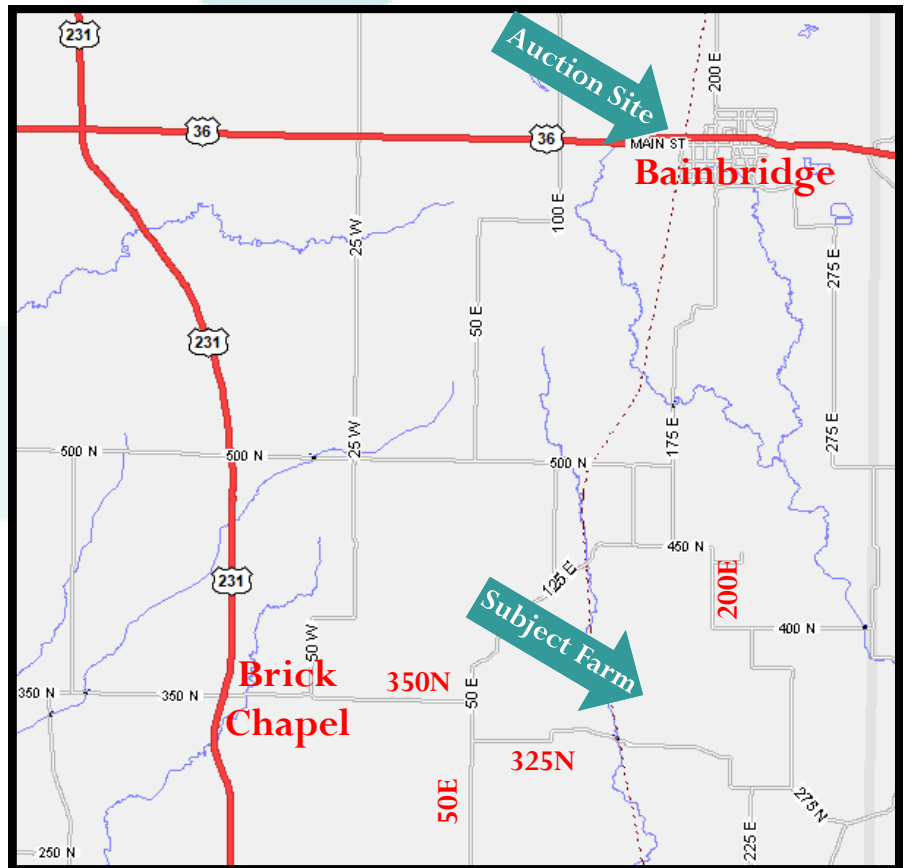 231
Auction Site
200 E
36
36
MAIN ST
Bainbridge
25 W
100 E
275 E
50 E
231
25 W
175 E
275 E
500 N
500 N
500 N
450 N
231
125 E
200E
50 W
Subject Farm
400 N
Brick
Chapel
350 N
350 N
350N
50 E
325N
50E
275 N
225 E
250 N